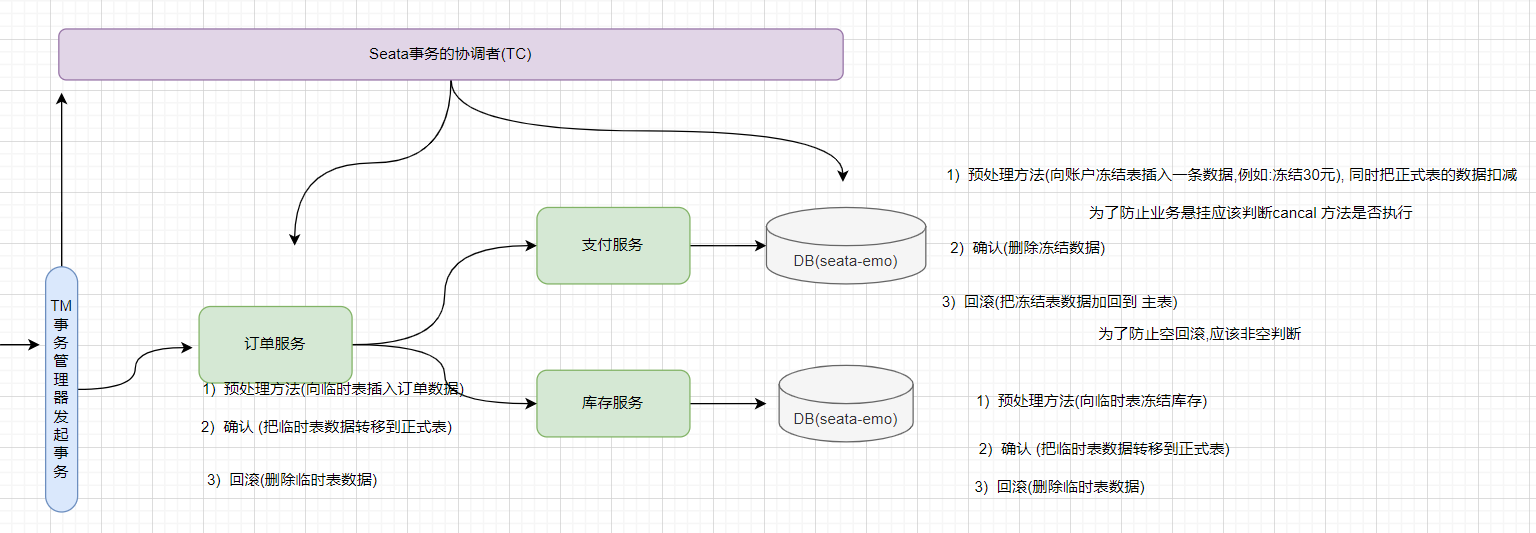 Seata事务的协调者(TC)
1) 预处理方法(向账户冻结表插入一条数据,例如:冻结30元), 同时把正式表的数据扣减
为了防止业务悬挂应该判断cancal 方法是否执行
支付服务
2) 确认(删除冻结数据)
DB(seata-emo)
3) 回滚(把冻结表数据加回到 主表)
为了防止空回滚,应该非空判断
TM
事
务
管
理
器
发
起
事
务
订单服务
1) 预处理方法(向临时表插入订单数据)
2) 确认 (把临时表数据转移到正式表)
3) 回滚(删除临时表数据)
库存服务
DB(seata-emo)
1) 预处理方法(向临时表冻结库存)
2) 确认 (把临时表数据转移到正式表)
3) 回滚(删除临时表数据)